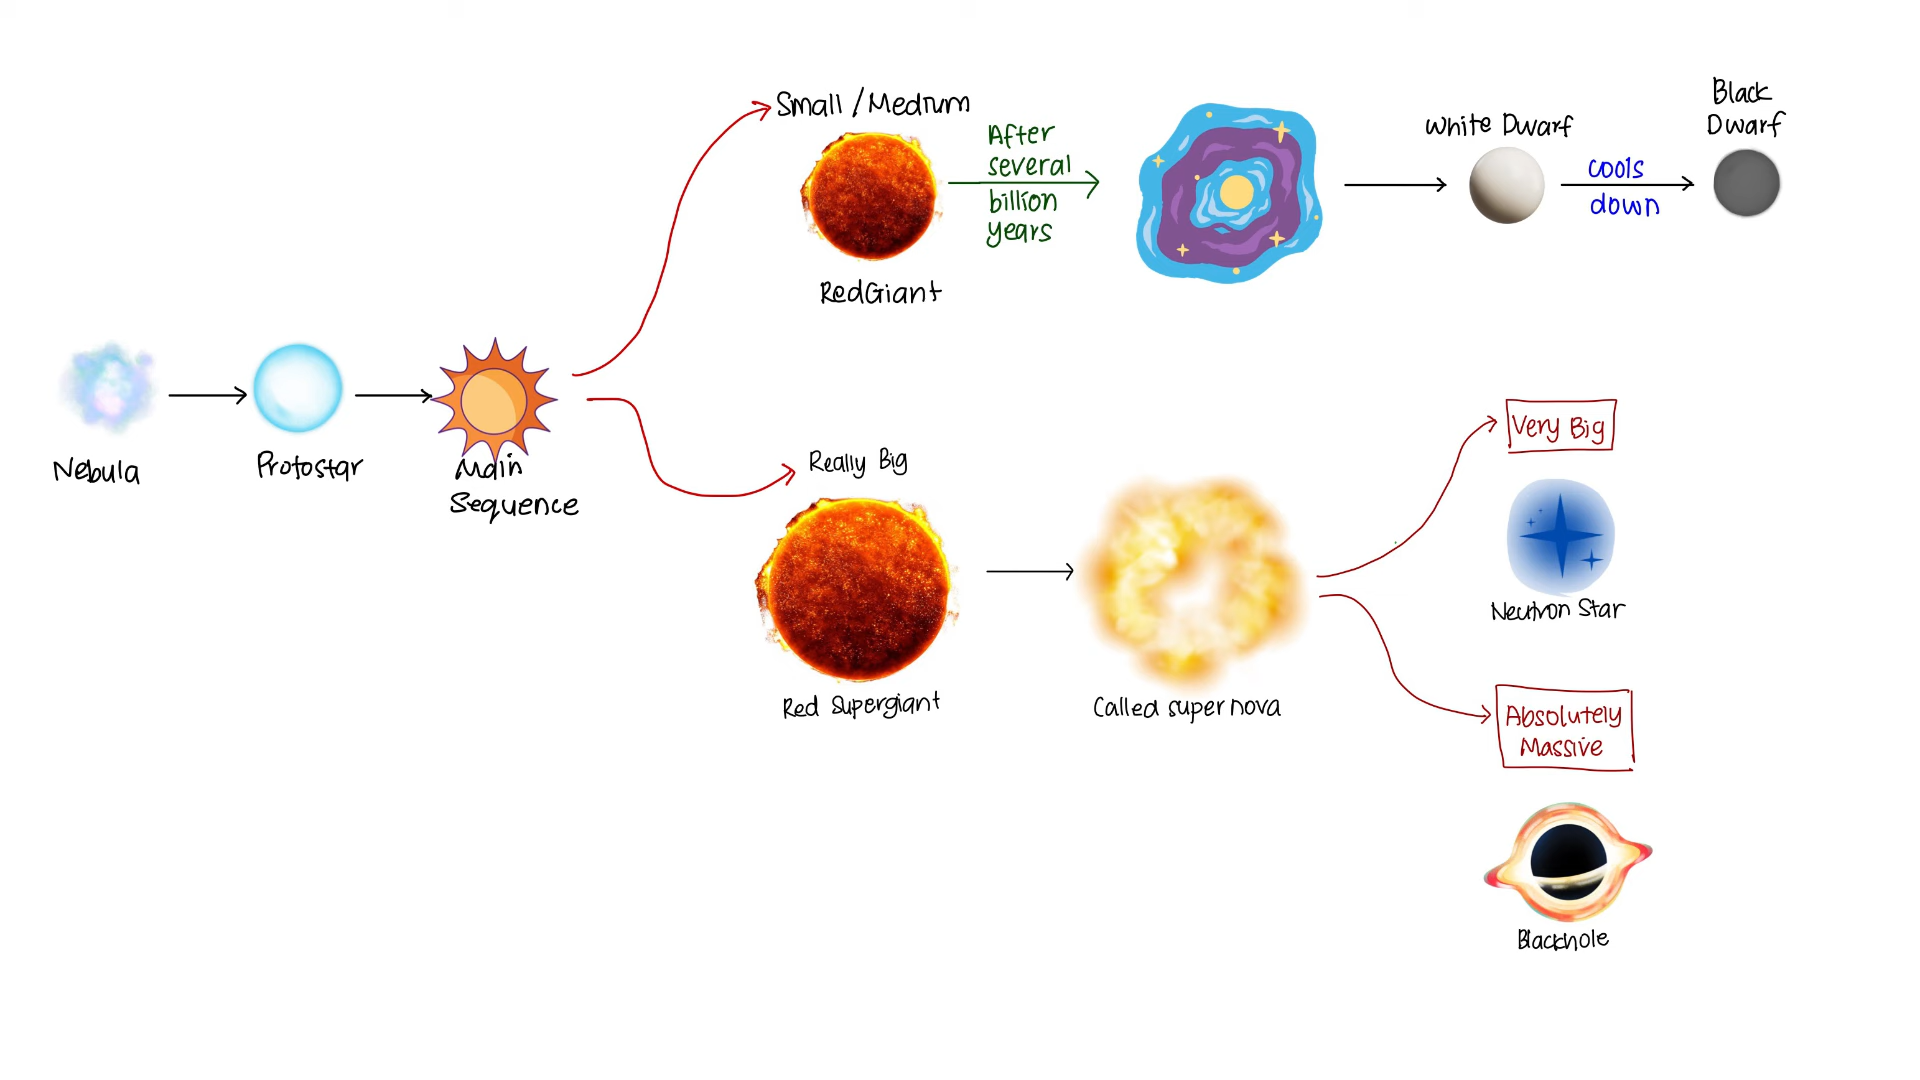 Nebula
Protostar
Main
Sequence
Small / Medium
Red Giant
After
several
billion
years
White Dwarf
cools
down
Black
Dwarf
Really Big
Red Supergiant
Called super nova
Very Big
Neutron Star
Absolutely
Massive
Blackhole